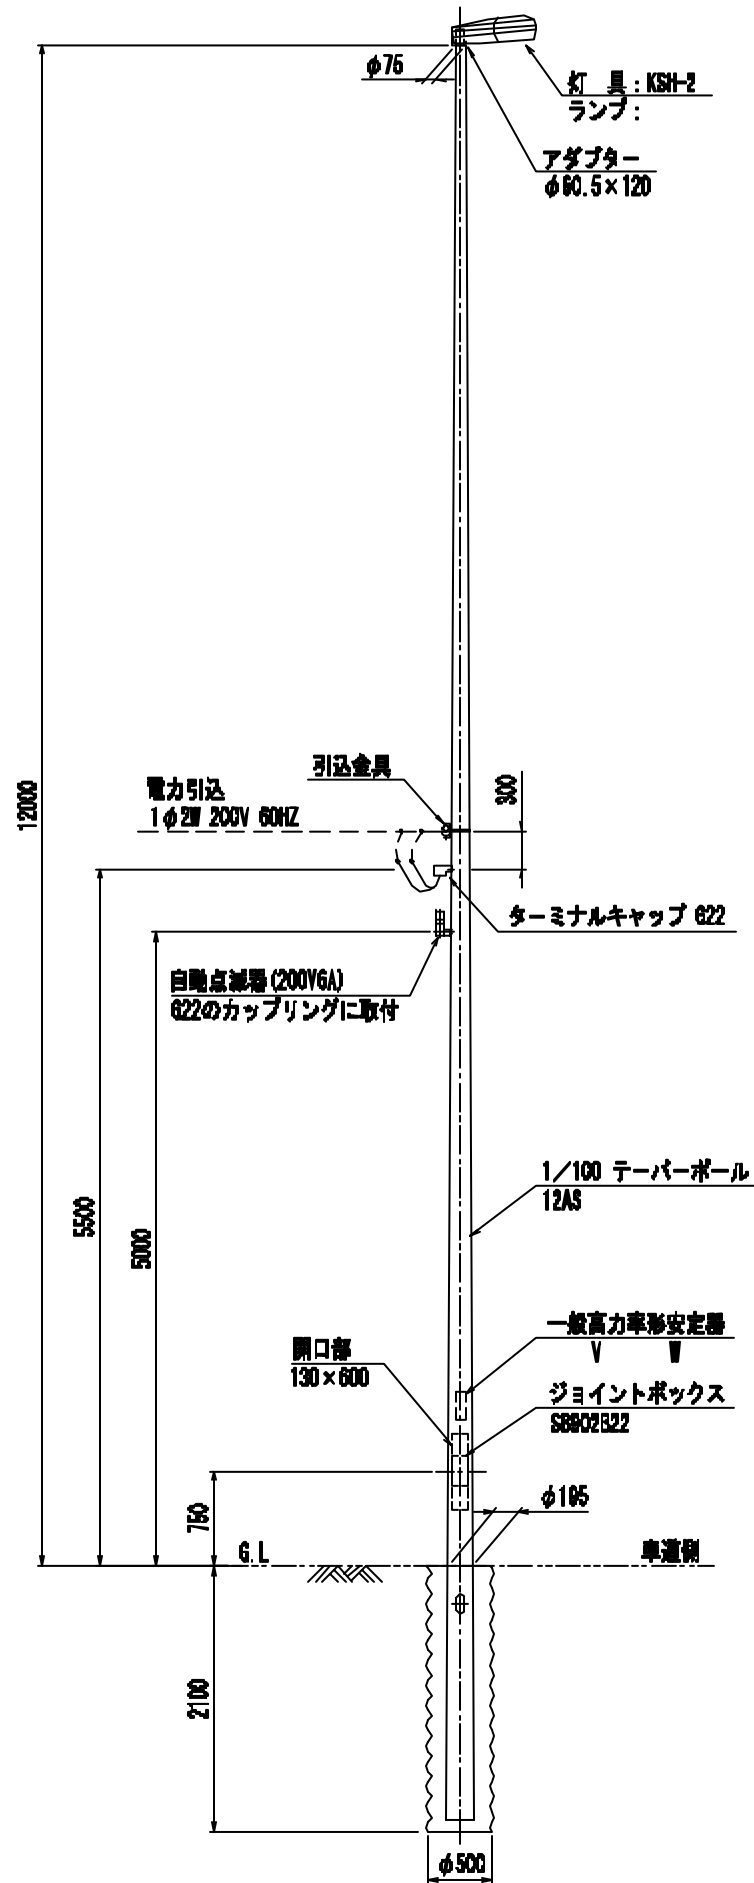 φ75
灯 具:KSH-2
ランプ:
アダプター
φ60.5×120
12000
引込金具
300
電力引込
1φ2W 200V 60HZ
ターミナルキャップ G22
自動点滅器(200V6A)
G22のカップリングに取付
1/100 テーパーポール
12AS
5500
5000
一般高力率形安定器
V W
開口部
130×600
ジョイントボックス
φ195
750
G.L
車道側
2100
φ500